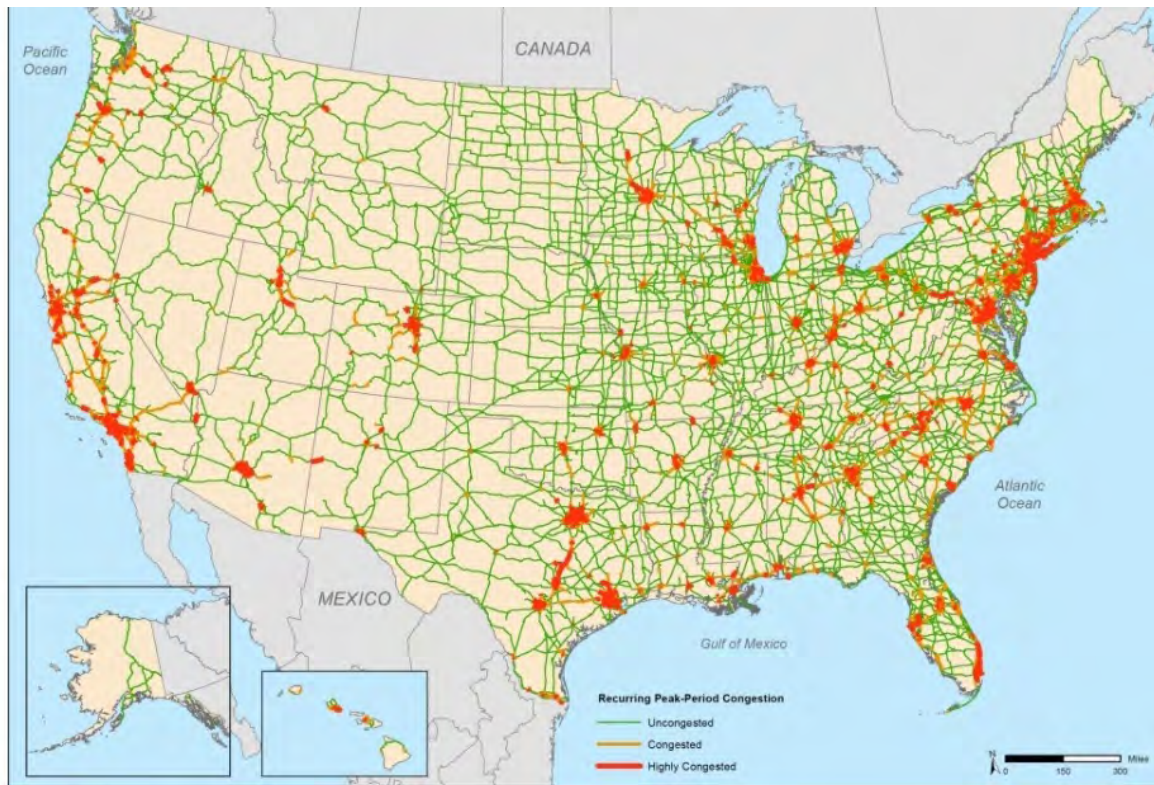 Pacific
Ocean
CANADA
Atlantic
Ocean
MEXICO
Gulf of Mexico
Recurring Peak-Period Congestion
Uncongested
Congested
Highly Congested
N
Miles
0 150 300